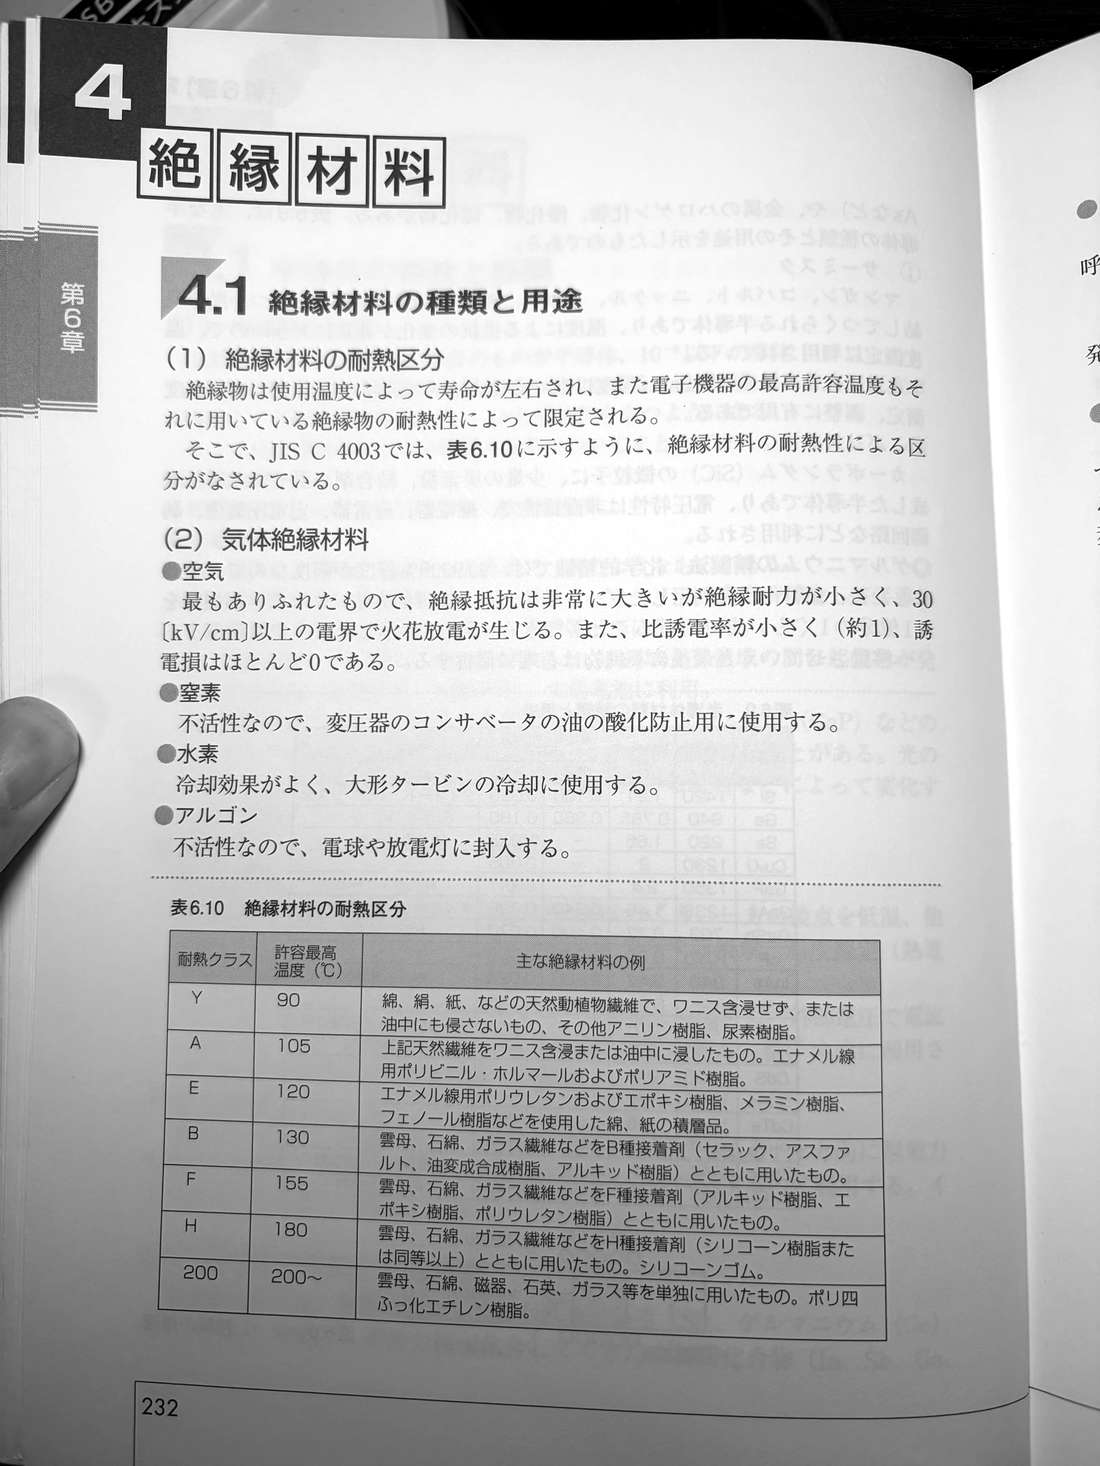 4
絶縁材料
第6章
4.1 絶縁材料の種類と用途
（1）絶縁材料の耐熱区分
絶縁物は使用温度によって寿命が左右され、また電子機器の最高許容温度もそ
れに用いている絶縁物の耐熱性によって限定される。
そこで、JIS C 4003では、表6.10に示すように、絶縁材料の耐熱性による区
分がなされている。
（2）気体絶縁材料
●空気
最もありふれたもので、絶縁抵抗は非常に大きいが絶縁耐力が小さく、30
〔kV/cm〕以上の電界で火花放電が生じる。また、比誘電率が小さく（約1）、誘
電損はほとんど0である。
●窒素
不活性なので、変圧器のコンサベータの油の酸化防止用に使用する。
●水素
冷却効果がよく、大形タービンの冷却に使用する。
●アルゴン
不活性なので、電球や放電灯に封入する。
表6.10 絶縁材料の耐熱区分
耐熱クラス 許容最高温度（℃） 主な絶縁材料の例
Y 90 綿、絹、紙、などの天然動植物繊維で、ワニス含浸せず、または
油中にも侵さないもの、その他アニリン樹脂、尿素樹脂。
A 105 上記天然繊維をワニス含浸または油中に浸したもの。エナメル線
用ポリビニル・ホルマールおよびポリアミド樹脂。
E 120 エナメル線用ポリウレタンおよびエポキシ樹脂、メラミン樹脂、
フェノール樹脂などを使用した綿、紙の積層品。
B 130 雲母、石綿、ガラス繊維などをB種接着剤（セラック、アスファ
ルト、油変成合成樹脂、アルキッド樹脂）とともに用いたもの。
F 155 雲母、石綿、ガラス繊維などをF種接着剤（アルキッド樹脂、エ
ポキシ樹脂、ポリウレタン樹脂）とともに用いたもの。
H 180 雲母、石綿、ガラス繊維などをH種接着剤（シリコーン樹脂また
は同等以上）とともに用いたもの。シリコーンゴム。
200 200〜 雲母、石綿、磁器、石英、ガラス等を単独に用いたもの。ポリ四
ふっ化エチレン樹脂。
232
呼